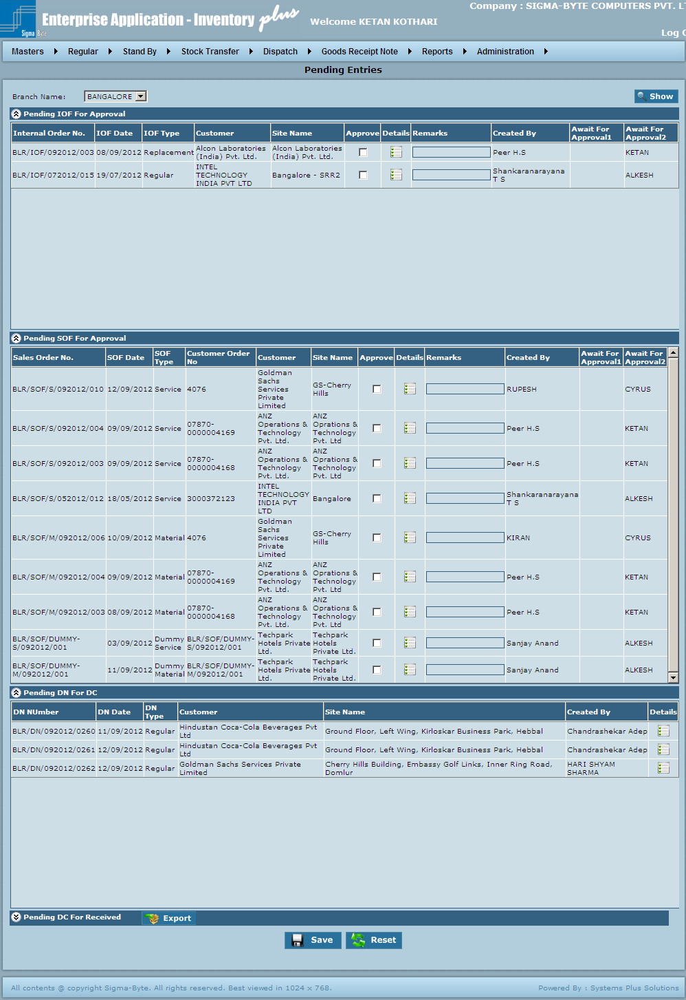 Company : SIGMA-BYTE COMPUTERS PVT. LT
Enterprise Application - Inventory plus
Welcome KETAN KOTHARI
Sigma Byte
Log O
Masters Regular Stand By Stock Transfer Dispatch Goods Receipt Note Reports Administration
Pending Entries
Branch Name: BANGALORE Show
Pending IOF For Approval
Internal Order No. IOF Date IOF Type Customer Site Name Approve Details Remarks Created By Await For Approval1 Await For Approval2
BLR/IOF/092012/003 08/09/2012 Replacement Alcon Laboratories (India) Pvt. Ltd. Alcon Laboratories (India) Pvt. Ltd. Peer H.S KETAN
BLR/IOF/072012/015 19/07/2012 Regular INTEL TECHNOLOGY INDIA PVT LTD Bangalore - SRR2 Shankaranarayana T S ALKESH
Pending SOF For Approval
Sales Order No. SOF Date SOF Type Customer Order No Customer Site Name Approve Details Remarks Created By Await For Approval1 Await For Approval2
BLR/SOF/S/092012/010 12/09/2012 Service 4076 Goldman Sachs Services Private Limited GS-Cherry Hills RUPESH CYRUS
BLR/SOF/S/092012/004 09/09/2012 Service 07870-0000004169 ANZ Operations & Technology Pvt. Ltd. ANZ Oprations & Technology Pvt. Ltd Peer H.S KETAN
BLR/SOF/S/092012/003 09/09/2012 Service 07870-0000004168 ANZ Operations & Technology Pvt. Ltd. ANZ Oprations & Technology Pvt. Ltd Peer H.S KETAN
BLR/SOF/S/052012/012 18/05/2012 Service 3000372123 INTEL TECHNOLOGY INDIA PVT LTD Bangalore Shankaranarayana T S ALKESH
BLR/SOF/M/092012/006 10/09/2012 Material 4076 Goldman Sachs Services Private Limited GS-Cherry Hills KIRAN CYRUS
BLR/SOF/M/092012/004 09/09/2012 Material 07870-0000004169 ANZ Operations & Technology Pvt. Ltd. ANZ Oprations & Technology Pvt. Ltd Peer H.S KETAN
BLR/SOF/M/092012/003 08/09/2012 Material 07870-0000004168 ANZ Operations & Technology Pvt. Ltd. ANZ Oprations & Technology Pvt. Ltd Peer H.S KETAN
BLR/SOF/DUMMY-S/092012/001 03/09/2012 Dummy Service BLR/SOF/DUMMY-S/092012/001 Techpark Hotels Private Ltd. Techpark Hotels Private Ltd. Sanjay Anand ALKESH
BLR/SOF/DUMMY-M/092012/001 11/09/2012 Dummy Material BLR/SOF/DUMMY-M/092012/001 Techpark Hotels Private Ltd. Techpark Hotels Private Ltd. Sanjay Anand ALKESH
Pending DN For DC
DN NUmber DN Date DN Type Customer Site Name Created By Details
BLR/DN/092012/0260 11/09/2012 Regular Hindustan Coca-Cola Beverages Pvt Ltd Ground Floor, Left Wing, Kirloskar Business Park, Hebbal Chandrashekar Adep
BLR/DN/092012/0261 12/09/2012 Regular Hindustan Coca-Cola Beverages Pvt Ltd Ground Floor, Left Wing, Kirloskar Business Park, Hebbal Chandrashekar Adep
BLR/DN/092012/0262 12/09/2012 Regular Goldman Sachs Services Private Limited Cherry Hills Building, Embassy Golf Links, Inner Ring Road, Domlur HARI SHYAM SHARMA
Pending DC For Received Export
Save Reset
All contents @ copyright Sigma-Byte. All rights reserved. Best viewed in 1024 x 768. Powered By : Systems Plus Solutions